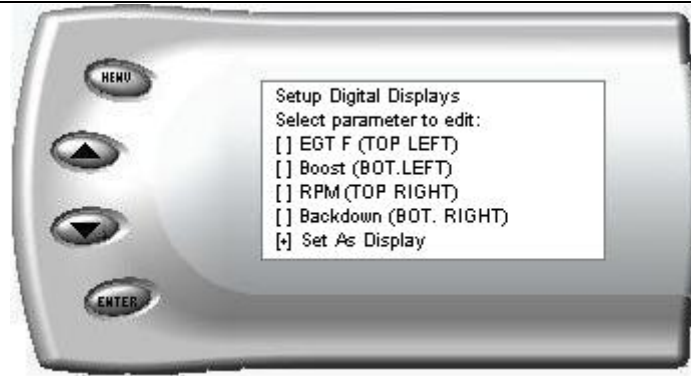 MENU
Setup Digital Displays
Select parameter to edit:
[ ] EGT F (TOP LEFT)
[ ] Boost (BOT.LEFT)
[ ] RPM (TOP RIGHT)
[ ] Backdown (BOT. RIGHT)
[+] Set As Display
ENTER